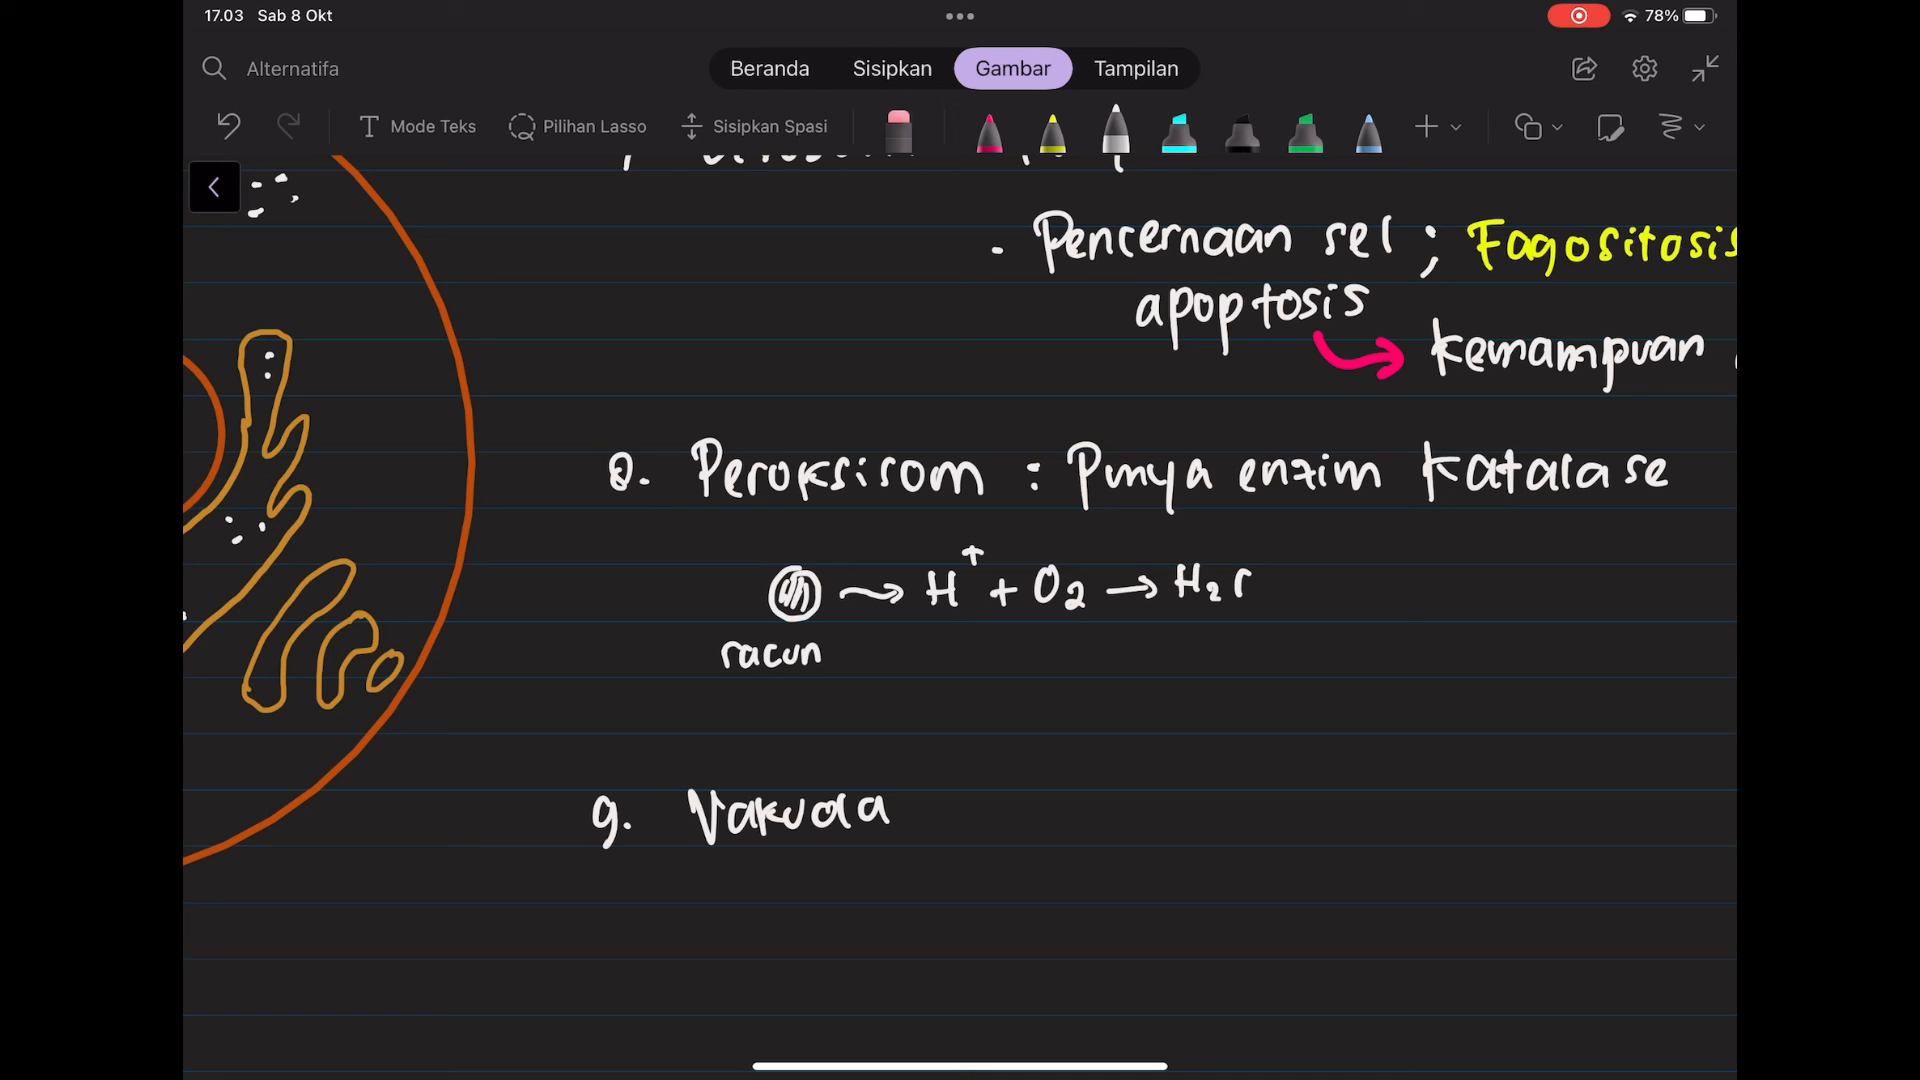 17.03 Sab 8 Okt
78%
Alternatifa
Beranda Sisipkan Gambar Tampilan
Mode Teks Pilihan Lasso Sisipkan Spasi
- Pencernaan sel ; Fagositosis
apoptosis
kemampuan
8. Peroksisom : Punya enzim katalase
H⁺ + O₂ → H₂
racun
9. Vakuola